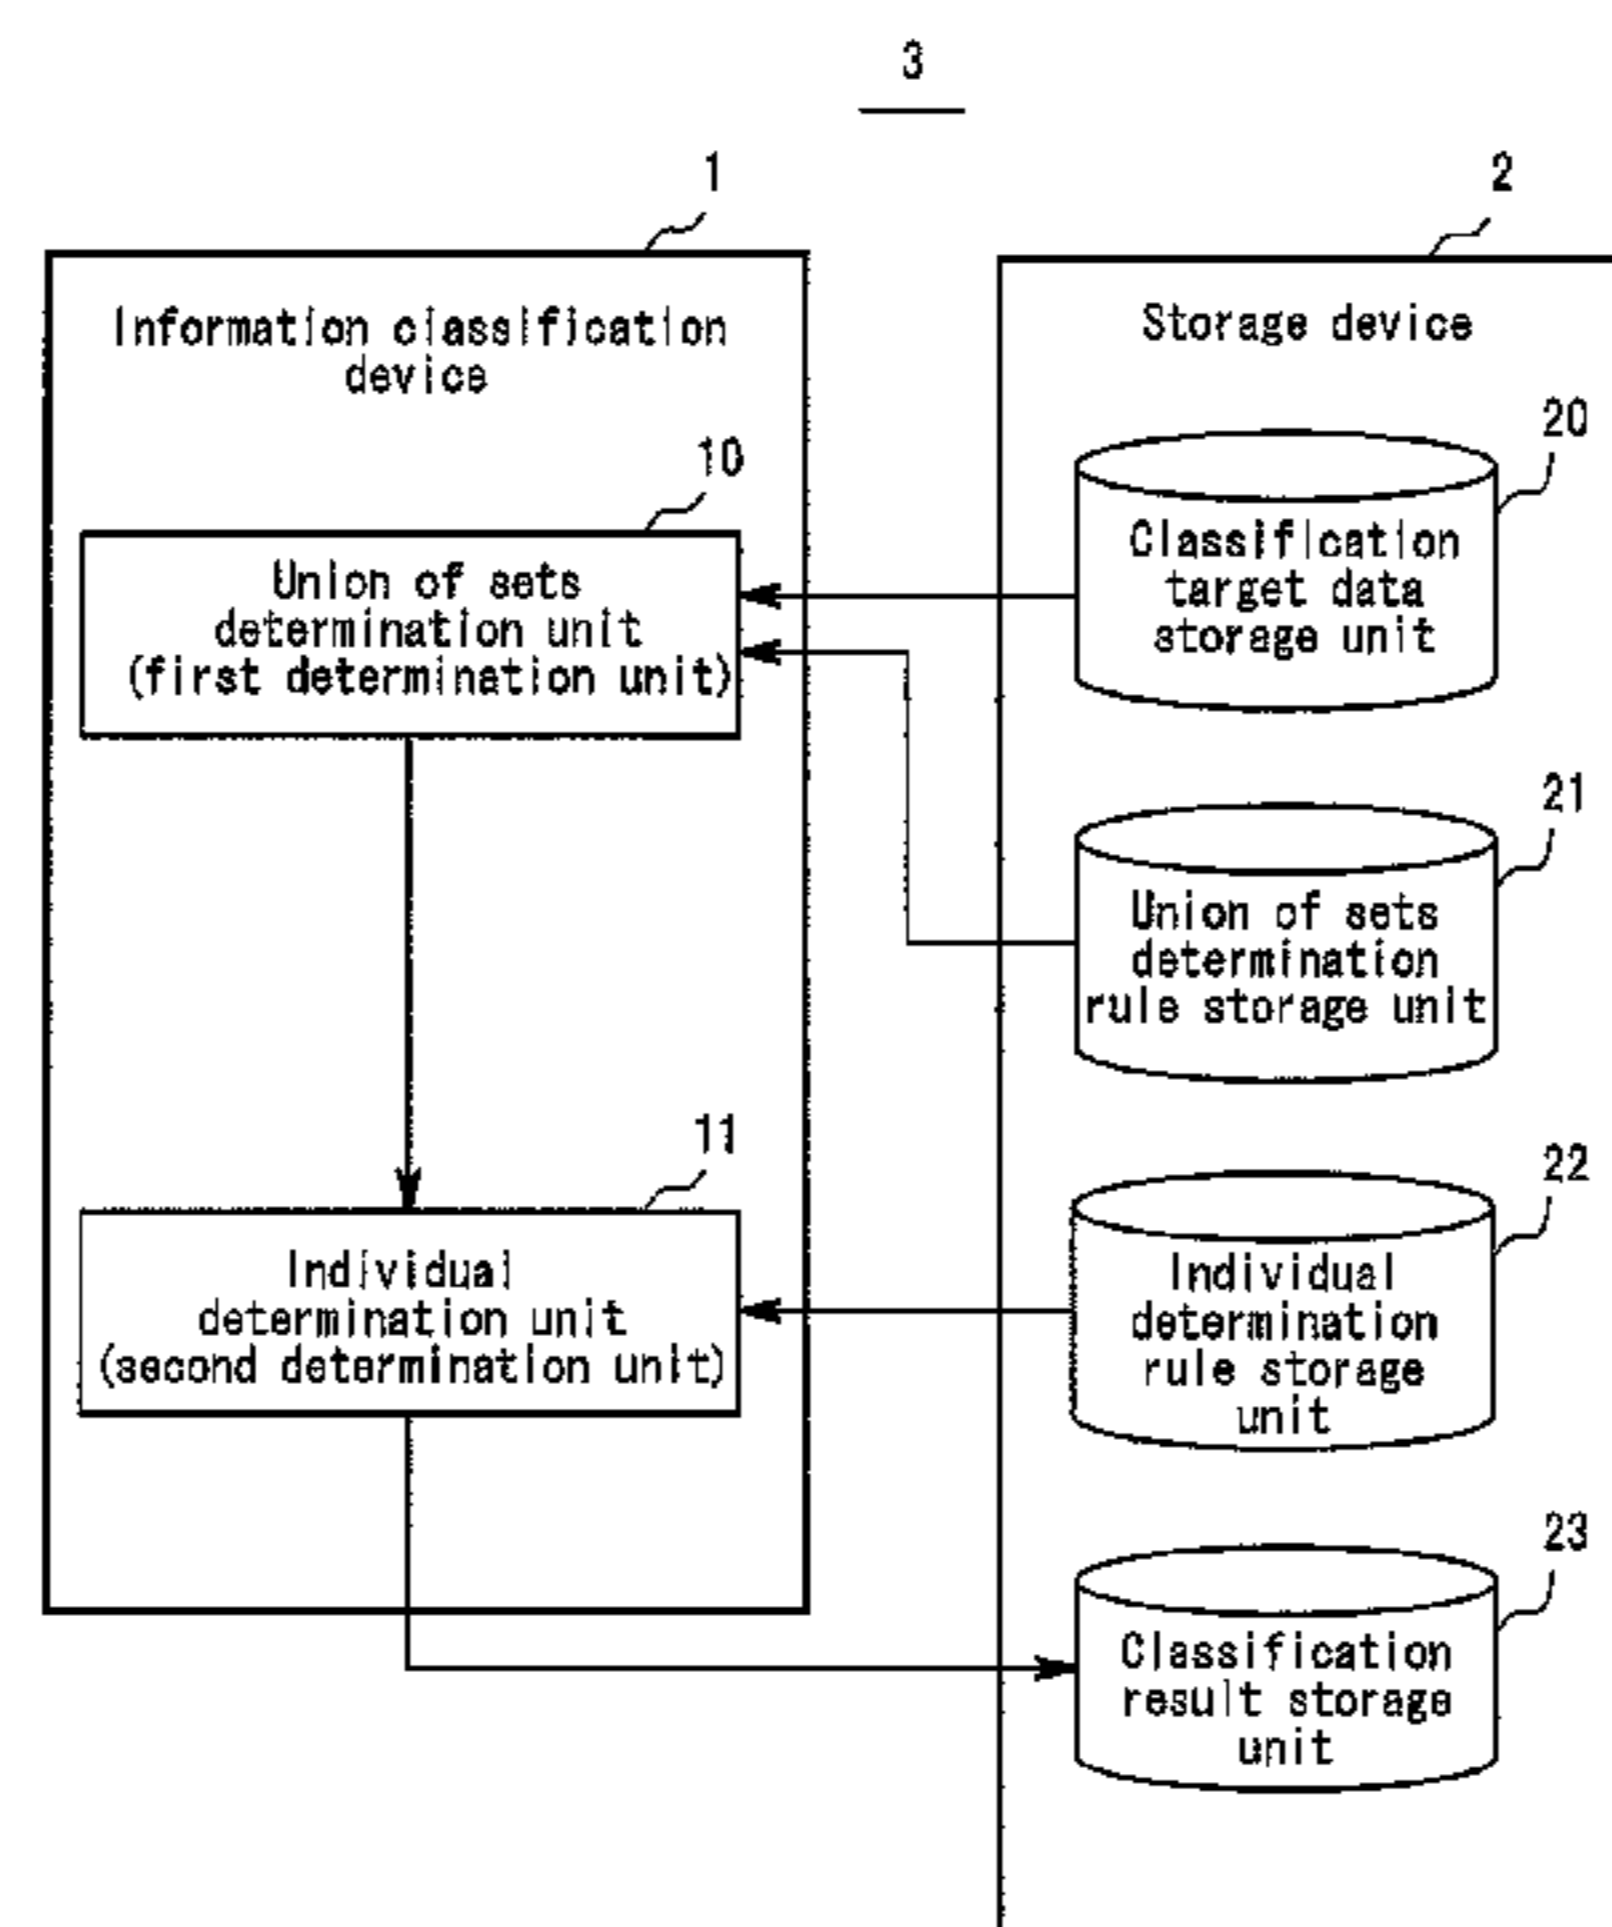 3
1
2
Information classification
device
Storage device
10
Union of sets
determination unit
(first determination unit)
20
Classification
target data
storage unit
21
Union of sets
determination
rule storage unit
11
Individual
determination unit
(second determination unit)
22
Individual
determination
rule storage
unit
23
Classification
result storage
unit